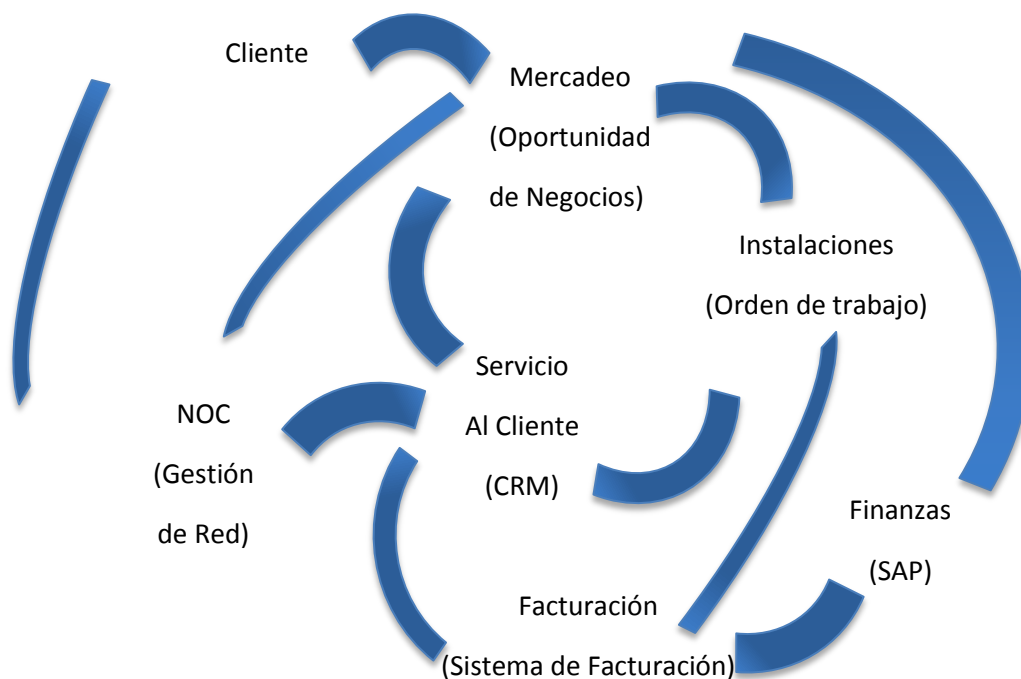 Cliente
Mercadeo
(Oportunidad
de Negocios)
Instalaciones
(Orden de trabajo)
Servicio
Al Cliente
(CRM)
NOC
(Gestión
de Red)
Finanzas
(SAP)
Facturación
(Sistema de Facturación)